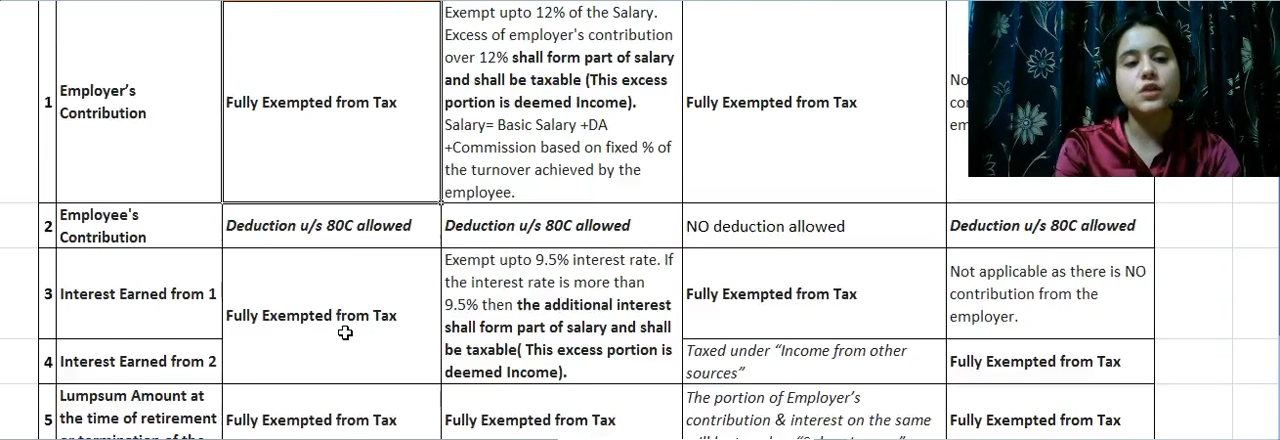 1
Employer's
Contribution
Fully Exempted from Tax
Exempt upto 12% of the Salary.
Excess of employer's contribution
over 12% shall form part of salary
and shall be taxable (This excess
portion is deemed Income).
Salary= Basic Salary +DA
+Commission based on fixed % of
the turnover achieved by the
employee.
Fully Exempted from Tax
2
Employee's
Contribution
Deduction u/s 80C allowed
Deduction u/s 80C allowed
NO deduction allowed
Deduction u/s 80C allowed
3
Interest Earned from 1
Fully Exempted from Tax
Exempt upto 9.5% interest rate. If
the interest rate is more than
9.5% then the additional interest
shall form part of salary and shall
be taxable( This excess portion is
deemed Income).
Fully Exempted from Tax
Not applicable as there is NO
contribution from the
employer.
4
Interest Earned from 2
Taxed under “Income from other
sources”
Fully Exempted from Tax
5
Lumpsum Amount at
the time of retirement
Fully Exempted from Tax
Fully Exempted from Tax
The portion of Employer's
contribution & interest on the same
Fully Exempted from Tax